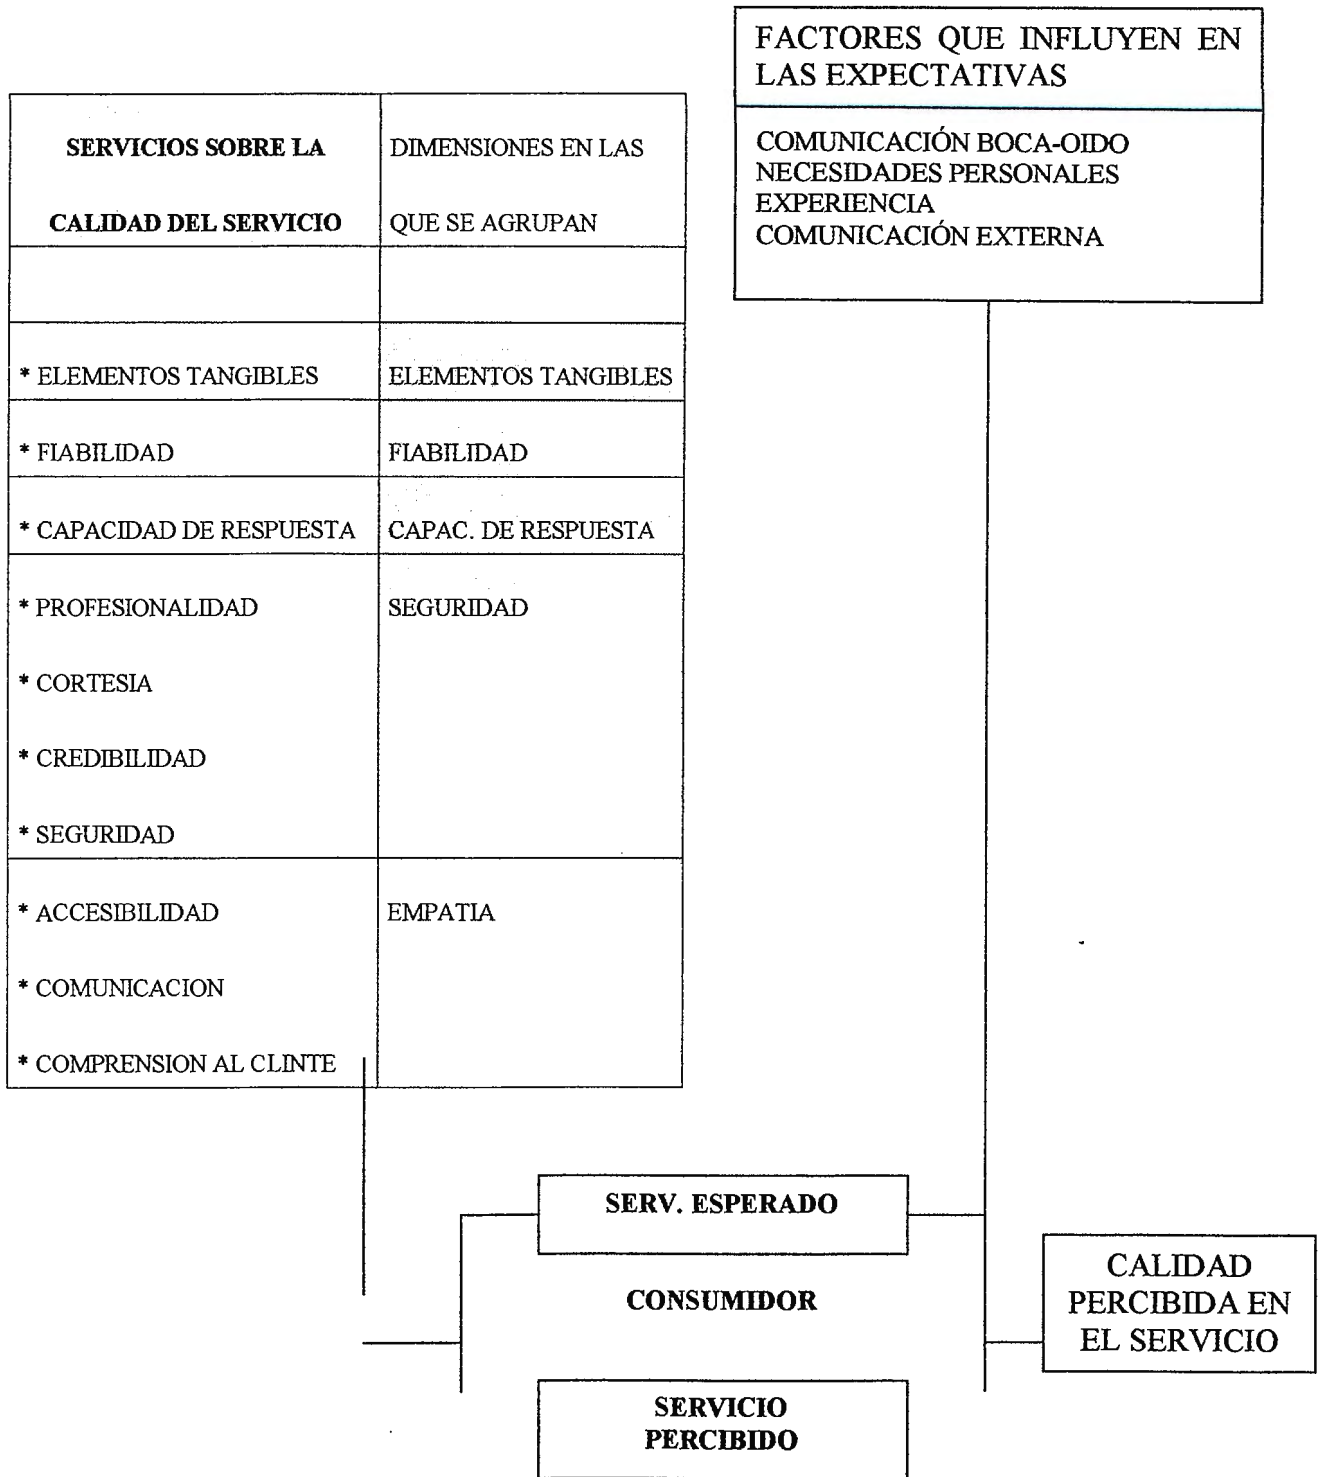 FACTORES QUE INFLUYEN EN
LAS EXPECTATIVAS
COMUNICACIÓN BOCA-OIDO
NECESIDADES PERSONALES
EXPERIENCIA
COMUNICACIÓN EXTERNA
SERVICIOS SOBRE LA
CALIDAD DEL SERVICIO
DIMENSIONES EN LAS
QUE SE AGRUPAN
* ELEMENTOS TANGIBLES
ELEMENTOS TANGIBLES
* FIABILIDAD
FIABILIDAD
* CAPACIDAD DE RESPUESTA
CAPAC. DE RESPUESTA
* PROFESIONALIDAD
SEGURIDAD
* CORTESIA
* CREDIBILIDAD
* SEGURIDAD
* ACCESIBILIDAD
EMPATIA
* COMUNICACION
* COMPRENSION AL CLINTE
SERV. ESPERADO
CONSUMIDOR
SERVICIO
PERCIBIDO
CALIDAD
PERCIBIDA EN
EL SERVICIO